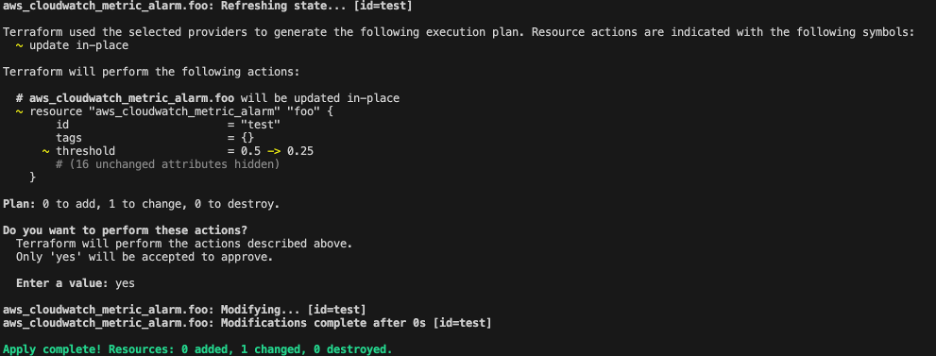 aws_cloudwatch_metric_alarm.foo: Refreshing state... [id=test]
Terraform used the selected providers to generate the following execution plan. Resource actions are indicated with the following symbols:
~ update in-place
Terraform will perform the following actions:
# aws_cloudwatch_metric_alarm.foo will be updated in-place
~ resource "aws_cloudwatch_metric_alarm" "foo" {
id = "test"
tags = {}
~ threshold = 0.5 -> 0.25
# (16 unchanged attributes hidden)
}
Plan: 0 to add, 1 to change, 0 to destroy.
Do you want to perform these actions?
Terraform will perform the actions described above.
Only 'yes' will be accepted to approve.
Enter a value: yes
aws_cloudwatch_metric_alarm.foo: Modifying... [id=test]
aws_cloudwatch_metric_alarm.foo: Modifications complete after 0s [id=test]
Apply complete! Resources: 0 added, 1 changed, 0 destroyed.